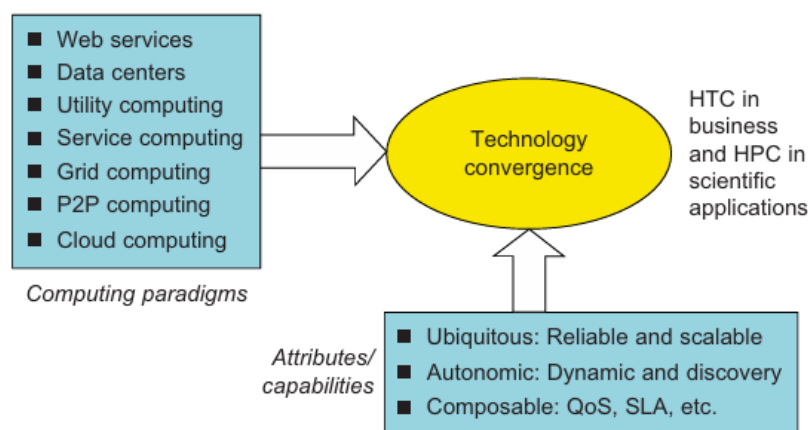 ■ Web services
■ Data centers
■ Utility computing
■ Service computing
■ Grid computing
■ P2P computing
■ Cloud computing
Computing paradigms
Technology
convergence
HTC in
business
and HPC in
scientific
applications
Attributes/
capabilities
■ Ubiquitous: Reliable and scalable
■ Autonomic: Dynamic and discovery
■ Composable: QoS, SLA, etc.